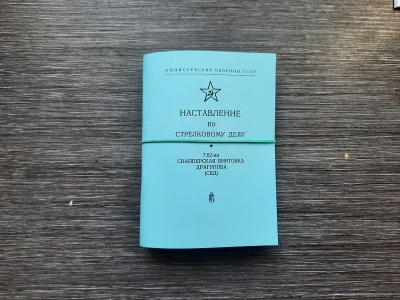 МИНИСТЕРСТВО ОБОРОНЫ СССР
НАСТАВЛЕНИЕ
ПО
СТРЕЛКОВОМУ ДЕЛУ
7,62-мм
СНАЙПЕРСКАЯ ВИНТОВКА
ДРАГУНОВА
(СВД)